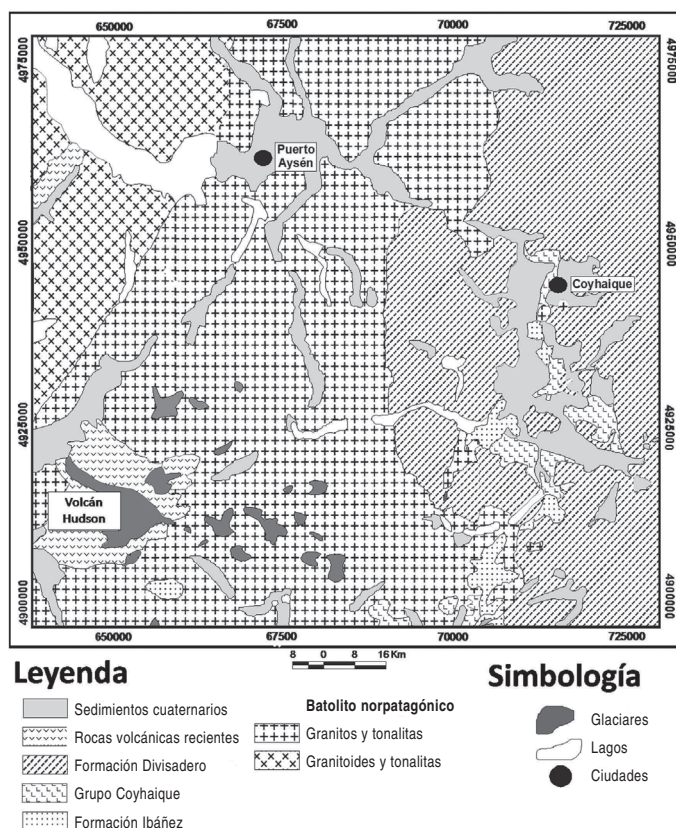 650000 67500 70000 725000
4975000 4975000
Puerto
Aysén
4950000 4950000
Coyhaique
4925000 4925000
Volcán
Hudson
4900000 4900000
650000 67500 70000 725000
8 0 8 16 Km
Leyenda
Sedimientos cuaternarios
Rocas volcánicas recientes
Formación Divisadero
Grupo Coyhaique
Formación Ibáñez
Batolito norpatagónico
Granitos y tonalitas
Granitoides y tonalitas
Simbología
Glaciares
Lagos
Ciudades